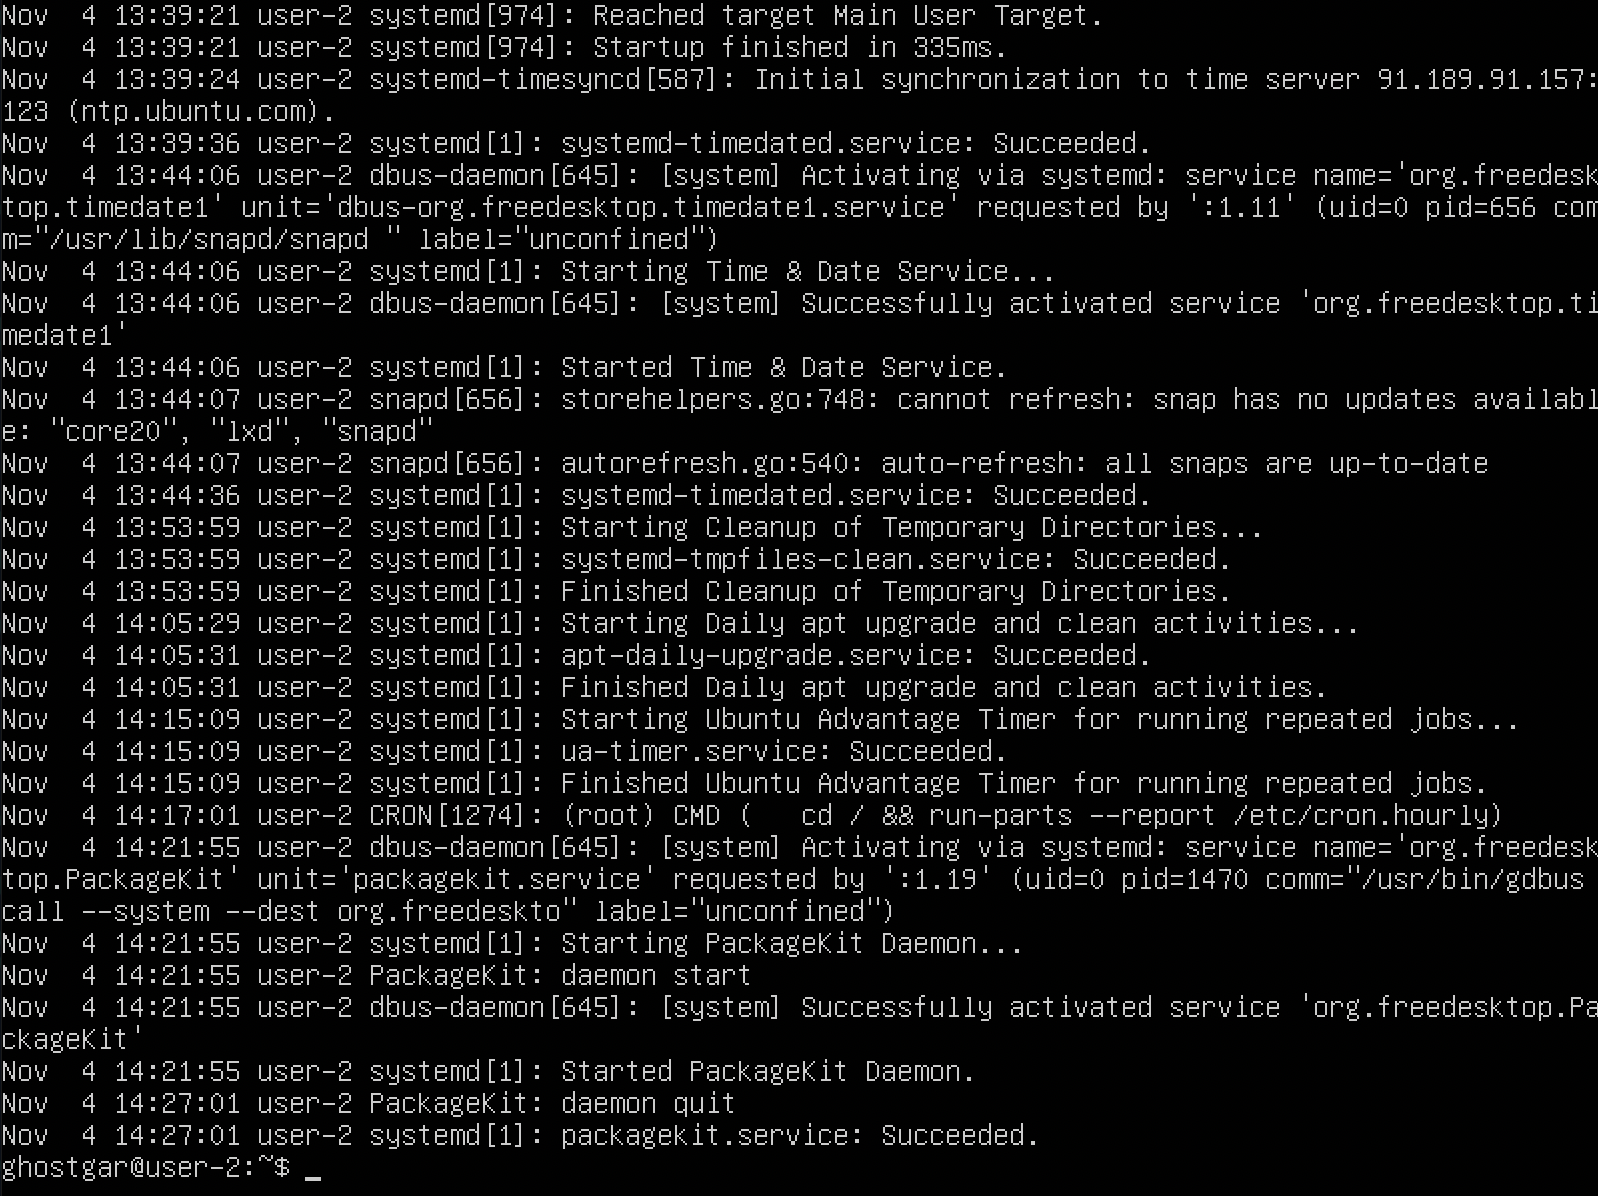 Nov  4 13:39:21 user-2 systemd[974]: Reached target Main User Target.
Nov  4 13:39:21 user-2 systemd[974]: Startup finished in 335ms.
Nov  4 13:39:24 user-2 systemd-timesyncd[587]: Initial synchronization to time server 91.189.91.157:
123 (ntp.ubuntu.com).
Nov  4 13:39:36 user-2 systemd[1]: systemd-timedated.service: Succeeded.
Nov  4 13:44:06 user-2 dbus-daemon[645]: [system] Activating via systemd: service name='org.freedesk
top.timedate1' unit='dbus-org.freedesktop.timedate1.service' requested by ':1.11' (uid=0 pid=656 com
m="/usr/lib/snapd/snapd " label="unconfined")
Nov  4 13:44:06 user-2 systemd[1]: Starting Time & Date Service...
Nov  4 13:44:06 user-2 dbus-daemon[645]: [system] Successfully activated service 'org.freedesktop.ti
medate1'
Nov  4 13:44:06 user-2 systemd[1]: Started Time & Date Service.
Nov  4 13:44:07 user-2 snapd[656]: storehelpers.go:748: cannot refresh: snap has no updates availabl
e: "core20", "lxd", "snapd"
Nov  4 13:44:07 user-2 snapd[656]: autorefresh.go:540: auto-refresh: all snaps are up-to-date
Nov  4 13:44:36 user-2 systemd[1]: systemd-timedated.service: Succeeded.
Nov  4 13:53:59 user-2 systemd[1]: Starting Cleanup of Temporary Directories...
Nov  4 13:53:59 user-2 systemd[1]: systemd-tmpfiles-clean.service: Succeeded.
Nov  4 13:53:59 user-2 systemd[1]: Finished Cleanup of Temporary Directories.
Nov  4 14:05:29 user-2 systemd[1]: Starting Daily apt upgrade and clean activities...
Nov  4 14:05:31 user-2 systemd[1]: apt-daily-upgrade.service: Succeeded.
Nov  4 14:05:31 user-2 systemd[1]: Finished Daily apt upgrade and clean activities.
Nov  4 14:15:09 user-2 systemd[1]: Starting Ubuntu Advantage Timer for running repeated jobs...
Nov  4 14:15:09 user-2 systemd[1]: ua-timer.service: Succeeded.
Nov  4 14:15:09 user-2 systemd[1]: Finished Ubuntu Advantage Timer for running repeated jobs.
Nov  4 14:17:01 user-2 CRON[1274]: (root) CMD (   cd / && run-parts --report /etc/cron.hourly)
Nov  4 14:21:55 user-2 dbus-daemon[645]: [system] Activating via systemd: service name='org.freedesk
top.PackageKit' unit='packagekit.service' requested by ':1.19' (uid=0 pid=1470 comm="/usr/bin/gdbus
call --system --dest org.freedeskto" label="unconfined")
Nov  4 14:21:55 user-2 systemd[1]: Starting PackageKit Daemon...
Nov  4 14:21:55 user-2 PackageKit: daemon start
Nov  4 14:21:55 user-2 dbus-daemon[645]: [system] Successfully activated service 'org.freedesktop.Pa
ckageKit'
Nov  4 14:21:55 user-2 systemd[1]: Started PackageKit Daemon.
Nov  4 14:27:01 user-2 PackageKit: daemon quit
Nov  4 14:27:01 user-2 systemd[1]: packagekit.service: Succeeded.
ghostgar@user-2:~$ _